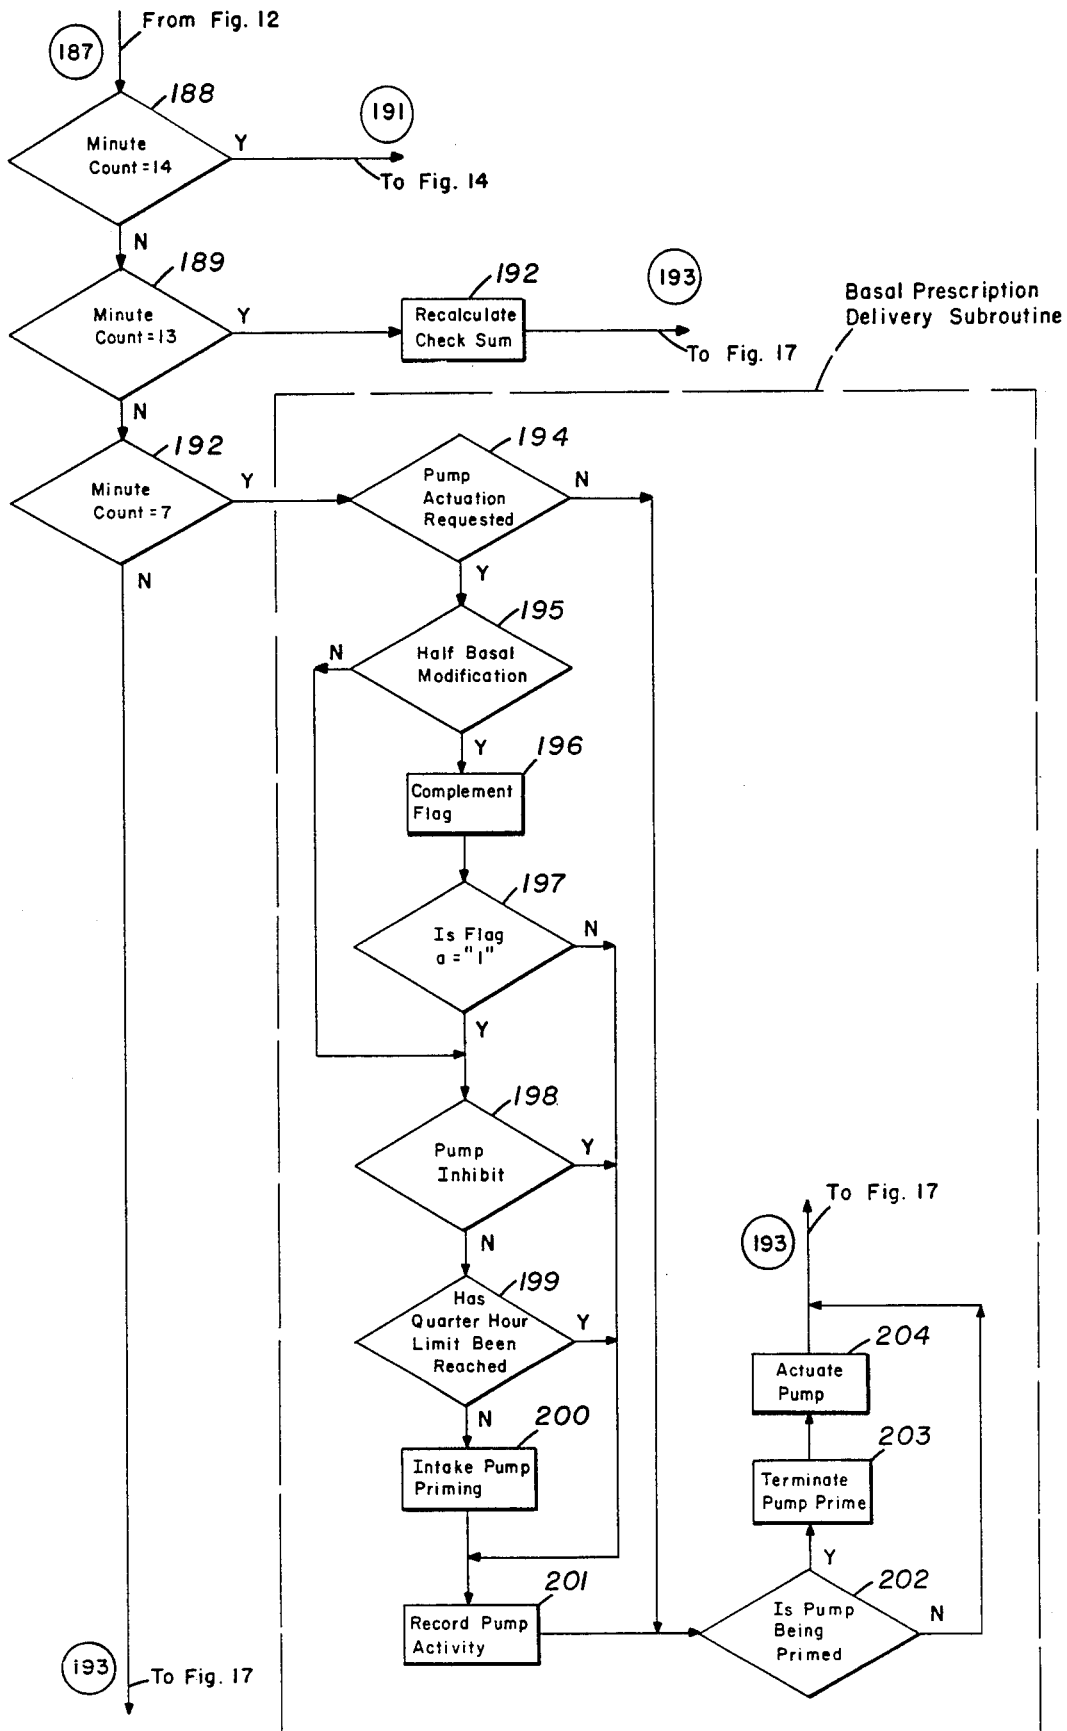 From Fig. 12
187
188
191
Minute
Count=14
Y
To Fig. 14
N
189
192
193
Minute
Count=13
Y
Recalculate
Check Sum
To Fig. 17
Basal Prescription
Delivery Subroutine
N
192
194
Minute
Count=7
Y
Pump
Actuation
Requested
N
N
Y
195
N
Half Basal
Modification
Y
196
Complement
Flag
197
Is Flag
a="1"
N
Y
198
Pump
Inhibit
Y
To Fig. 17
193
N
199
Has
Quarter Hour
Limit Been
Reached
Y
204
Actuate
Pump
N
200
203
Intake Pump
Priming
Terminate
Pump Prime
Y
201
202
Record Pump
Activity
Is Pump
Being
Primed
N
193
To Fig. 17